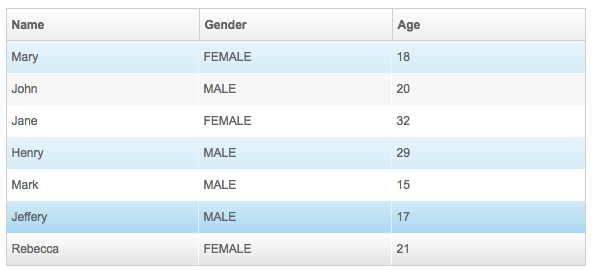 Name Gender Age
Mary FEMALE 18
John MALE 20
Jane FEMALE 32
Henry MALE 29
Mark MALE 15
Jeffery MALE 17
Rebecca FEMALE 21